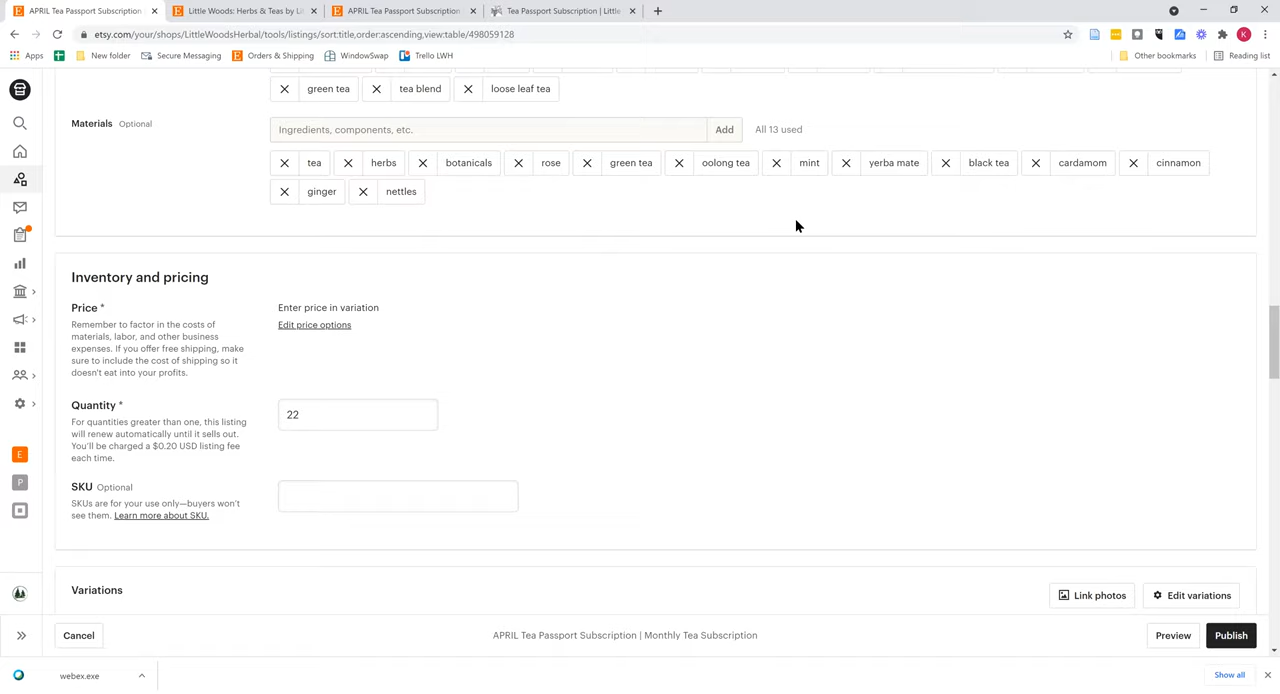 APRIL Tea Passport Subscription
Little Woods: Herbs & Teas by Li
APRIL Tea Passport Subscription
Tea Passport Subscription | Little
etsy.com/your/shops/LittleWoodsHerbal/tools/listings/sort:title,order:ascending,view:table/498059128
K
Apps
New folder
Secure Messaging
Orders & Shipping
WindowSwap
Trello LWH
Other bookmarks
Reading list
green tea
tea blend
loose leaf tea
Materials Optional
Ingredients, components, etc.
Add
All 13 used
tea
herbs
botanicals
rose
green tea
oolong tea
mint
yerba mate
black tea
cardamom
cinnamon
ginger
nettles
Inventory and pricing
Price *
Remember to factor in the costs of
materials, labor, and other business
expenses. If you offer free shipping, make
sure to include the cost of shipping so it
doesn't eat into your profits.
Enter price in variation
Edit price options
Quantity *
For quantities greater than one, this listing
will renew automatically until it sells out.
You'll be charged a $0.20 USD listing fee
each time.
22
SKU Optional
SKUs are for your use only—buyers won't
see them. Learn more about SKU.
E
P
Variations
Link photos
Edit variations
Cancel
APRIL Tea Passport Subscription | Monthly Tea Subscription
Preview
Publish
webex.exe
Show all